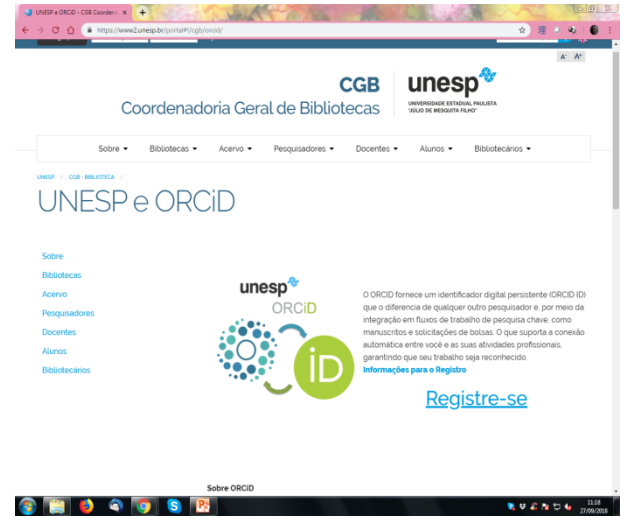 UNESP e ORCiD - CGB Coordena
https://www2.unesp.br/portal#!/cgb/orcid/
A- A+
CGB
Coordenadoria Geral de Bibliotecas
unesp
UNIVERSIDADE ESTADUAL PAULISTA
"JÚLIO DE MESQUITA FILHO"
Sobre Bibliotecas Acervo Pesquisadores Docentes Alunos Bibliotecários
UNESP / CGB - BIBLIOTECA /
UNESP e ORCiD
Sobre
Bibliotecas
Acervo
Pesquisadores
Docentes
Alunos
Bibliotecários
unesp
ORCiD
iD
O ORCID fornece um identificador digital persistente (ORCID ID)
que o diferencia de qualquer outro pesquisador e, por meio da
integração em fluxos de trabalho de pesquisa chave, como
manuscritos e solicitações de bolsas. O que suporta a conexão
automática entre você e as suas atividades profissionais,
garantindo que seu trabalho seja reconhecido.
Informações para o Registro
Registre-se
Sobre ORCiD
11:18
27/09/2018